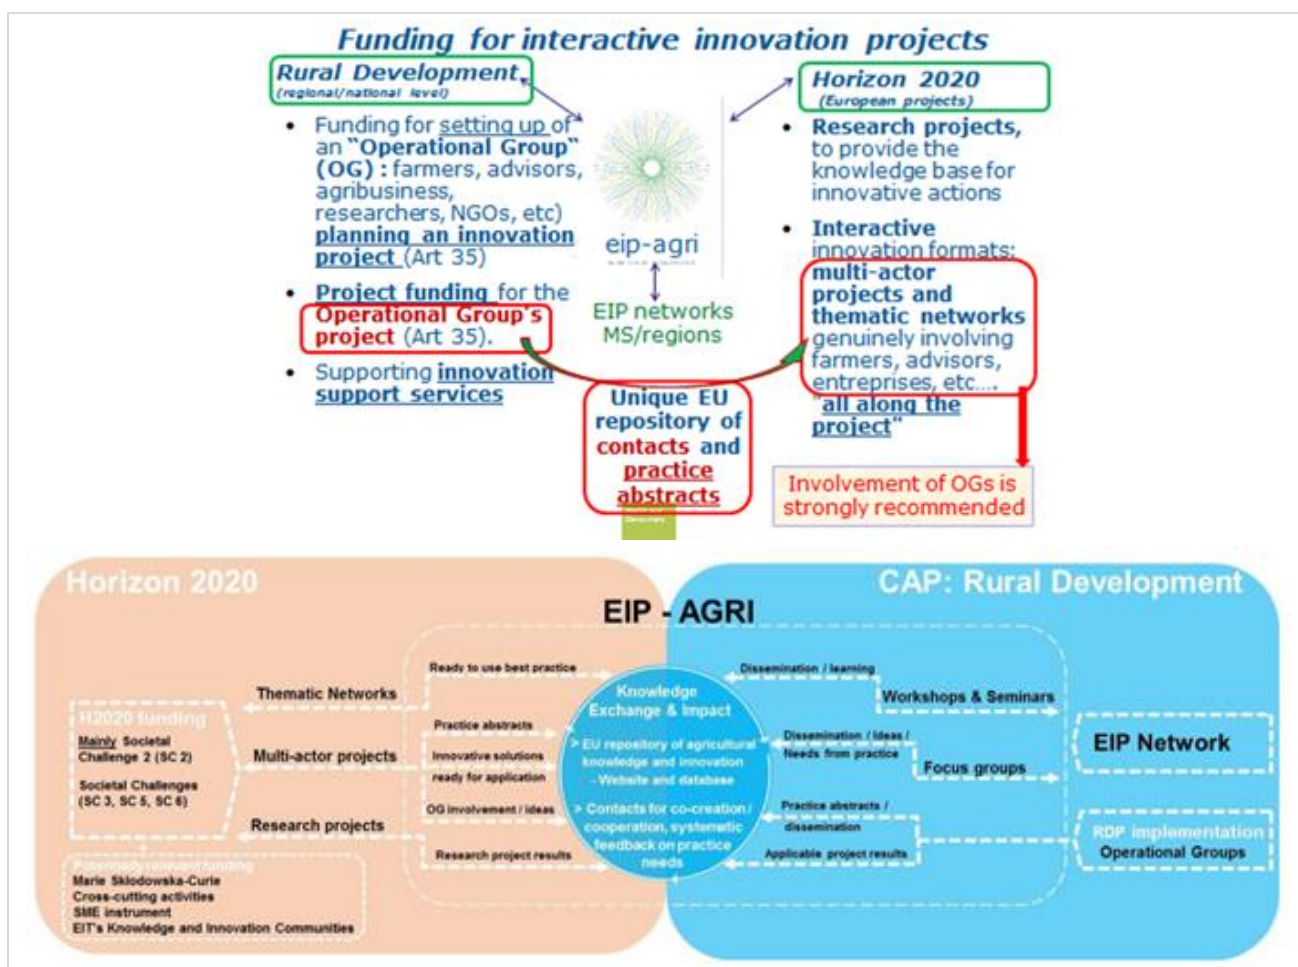 Funding for interactive innovation projects
Rural Development
(regional/national level)
• Funding for setting up of
an "Operational Group"
(OG) : farmers, advisors,
agribusiness,
researchers, NGOs, etc)
planning an innovation
project (Art 35)
• Project funding for the
Operational Group's
project (Art 35).
• Supporting innovation
support services
eip-agri
EIP networks
MS/regions
Unique EU
repository of
contacts and
practice
abstracts
Horizon 2020
(European projects)
• Research projects,
to provide the
knowledge base for
innovative actions
• Interactive
innovation formats:
multi-actor
projects and
thematic networks
genuinely involving
farmers, advisors,
entreprises, etc….
"all along the
project"
Involvement of OGs is
strongly recommended
Horizon 2020
CAP: Rural Development
EIP - AGRI
H2020 funding
Mainly Societal
Challenge 2 (SC 2)
Societal Challenges
(SC 3, SC 5, SC 6)
Potentially relevant funding
Marie Sklodowska-Curie
Cross-cutting activities
SME instrument
EIT's Knowledge and Innovation Communities
Thematic Networks
Multi-actor projects
Research projects
Ready to use best practice
Practice abstracts
Innovative solutions
ready for application
OG involvement / ideas
Research project results
Knowledge
Exchange & Impact
> EU repository of agricultural
knowledge and innovation
- Website and database
> Contacts for co-creation /
cooperation, systematic
feedback on practice
needs
Dissemination / learning
Dissemination / Ideas /
Needs from practice
Practice abstracts /
dissemination
Applicable project results
Workshops & Seminars
Focus groups
EIP Network
RDP implementation
Operational Groups